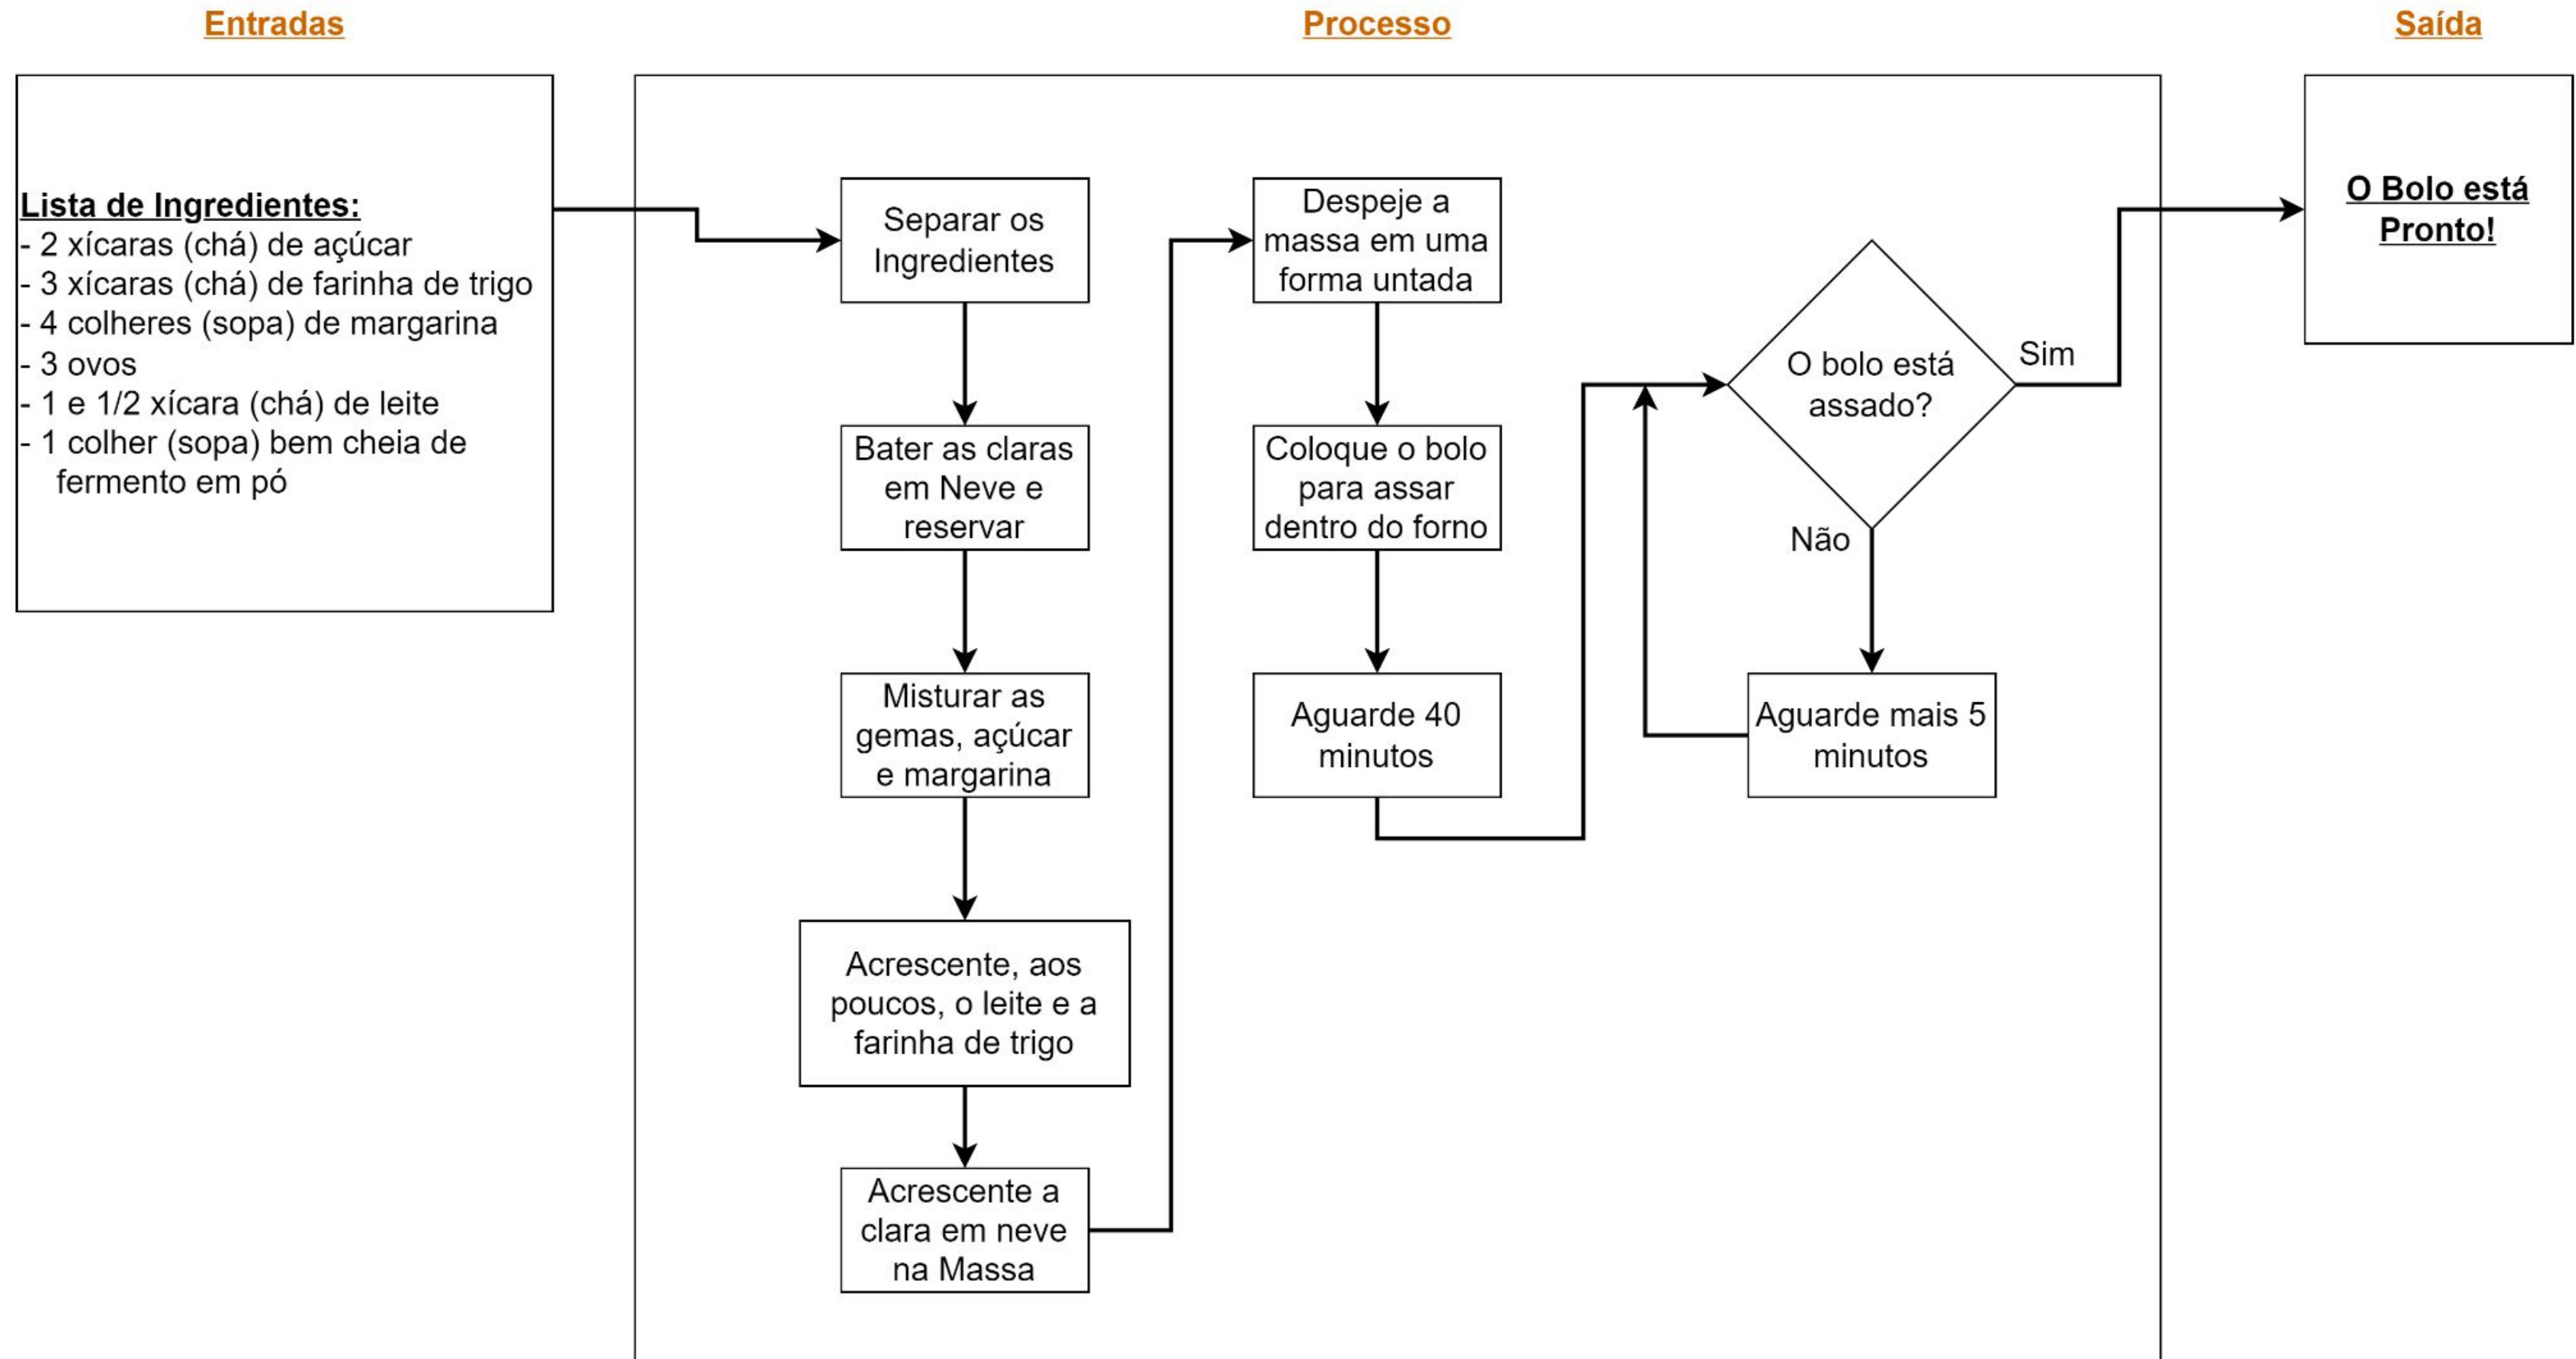 Entradas
Processo
Saída
Lista de Ingredientes:
- 2 xícaras (chá) de açúcar
- 3 xícaras (chá) de farinha de trigo
- 4 colheres (sopa) de margarina
- 3 ovos
- 1 e 1/2 xícara (chá) de leite
- 1 colher (sopa) bem cheia de
fermento em pó
Separar os
Ingredientes
Bater as claras
em Neve e
reservar
Misturar as
gemas, açúcar
e margarina
Acrescente, aos
poucos, o leite e a
farinha de trigo
Acrescente a
clara em neve
na Massa
Despeje a
massa em uma
forma untada
Coloque o bolo
para assar
dentro do forno
Aguarde 40
minutos
O bolo está
assado?
Sim
Não
Aguarde mais 5
minutos
O Bolo está
Pronto!